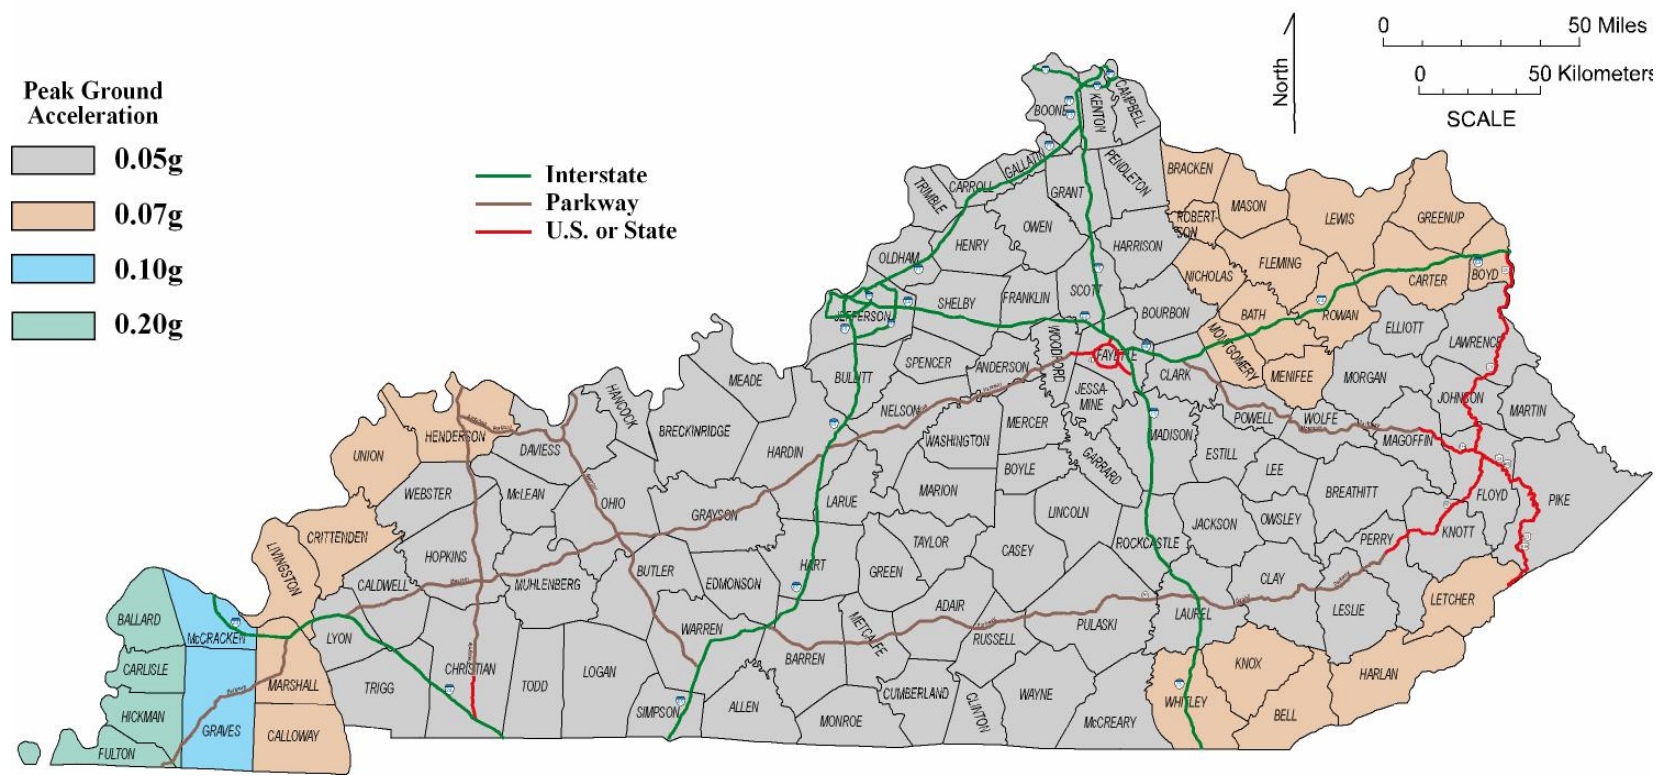 0 50 Miles
0 50 Kilometers
SCALE
North
Peak Ground
Acceleration
0.05g
0.07g
0.10g
0.20g
Interstate
Parkway
U.S. or State
BOONE
KENTON
CAMPBELL
GALLATIN
CARROLL
TRIMBLE
GRANT
PENDLETON
BRACKEN
MASON
ROBERT-
SON
LEWIS
GREENUP
OWEN
HENRY
OLDHAM
HARRISON
NICHOLAS
FLEMING
CARTER
BOYD
SHELBY
FRANKLIN
SCOTT
BOURBON
BATH
ROWAN
ELLIOTT
LAWRENCE
JEFFERSON
WOODFORD
FAYETTE
MONTGOMERY
MENIFEE
MORGAN
SPENCER
ANDERSON
CLARK
BULLITT
MEADE
HANCOCK
JESSA-
MINE
JOHNSON
MARTIN
NELSON
MERCER
POWELL
WOLFE
MAGOFFIN
BRECKINRIDGE
HENDERSON
DAVIESS
UNION
HARDIN
WASHINGTON
MADISON
GARRARD
ESTILL
LEE
BOYLE
WEBSTER
McLEAN
OHIO
GRAYSON
LARUE
MARION
LINCOLN
JACKSON
OWSLEY
BREATHITT
FLOYD
PIKE
KNOTT
PERRY
CRITTENDEN
LIVINGSTON
HOPKINS
CALDWELL
MUHLENBERG
BUTLER
EDMONSON
HART
GREEN
TAYLOR
CASEY
ROCKCASTLE
CLAY
LESLIE
LETCHER
LAUREL
ADAIR
PULASKI
RUSSELL
METCALFE
BARREN
WARREN
BALLARD
McCRACKEN
LYON
CARLISLE
MARSHALL
TRIGG
CHRISTIAN
TODD
LOGAN
SIMPSON
ALLEN
MONROE
CUMBERLAND
CLINTON
WAYNE
McCREARY
WHITLEY
KNOX
BELL
HARLAN
HICKMAN
GRAVES
CALLOWAY
FULTON